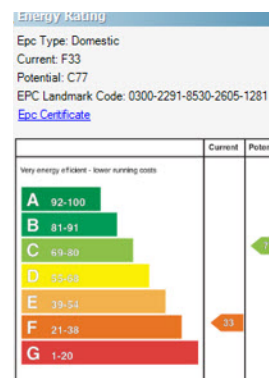 Energy Rating
Epc Type: Domestic
Current: F33
Potential: C77
EPC Landmark Code: 0300-2291-8530-2605-1281
Epc Certificate
Current Poten
Very energy efficient - lower running costs
A 92-100
B 81-91
C 69-80
D 55-68
E 39-54
F 21-38 33
G 1-20